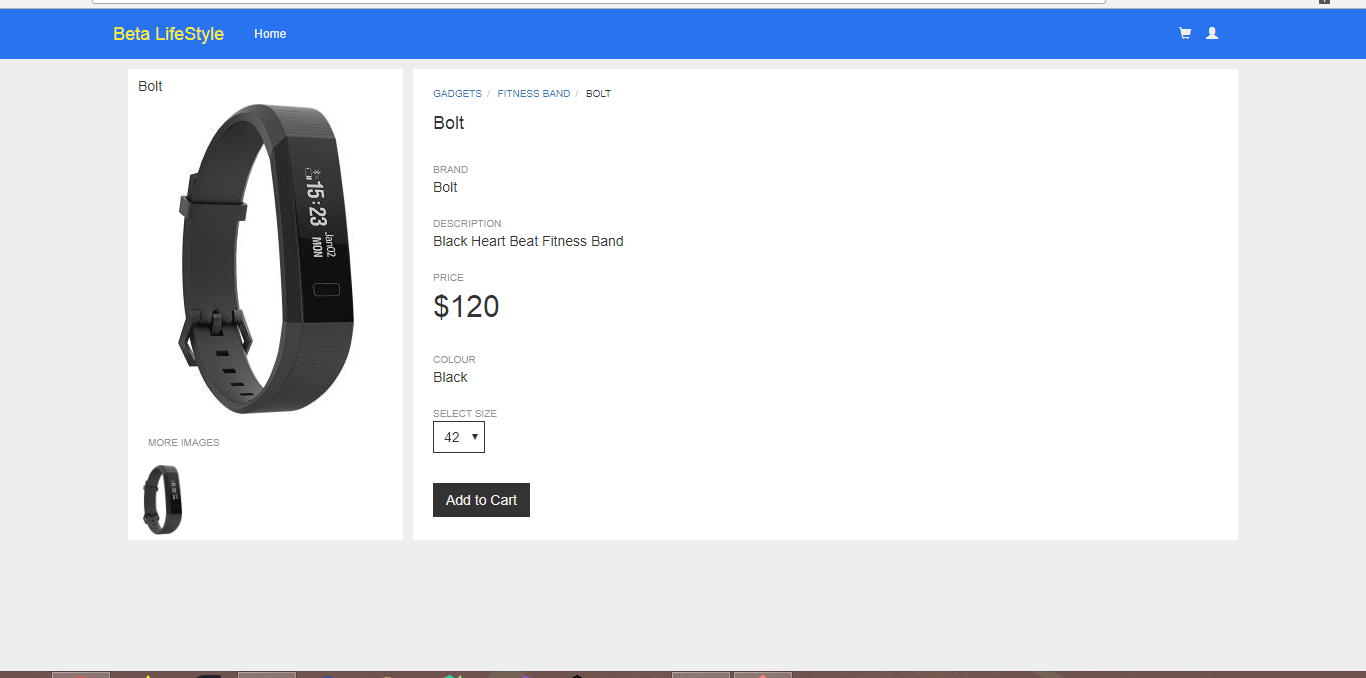 Beta LifeStyle Home
Bolt
15:23
Jan02
MON
MORE IMAGES
GADGETS / FITNESS BAND / BOLT
Bolt
BRAND
Bolt
DESCRIPTION
Black Heart Beat Fitness Band
PRICE
$120
COLOUR
Black
SELECT SIZE
42
Add to Cart